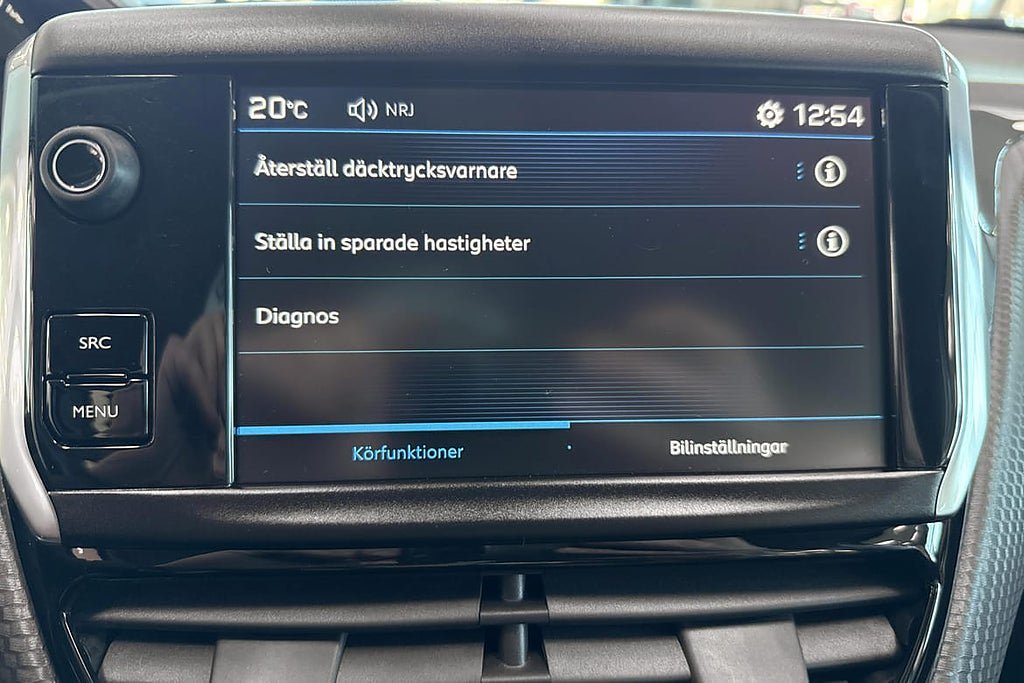 20°C NRJ 12:54
Återställ däcktrycksvarnare
Ställa in sparade hastigheter
Diagnos
SRC
MENU
Körfunktioner Bilinställningar